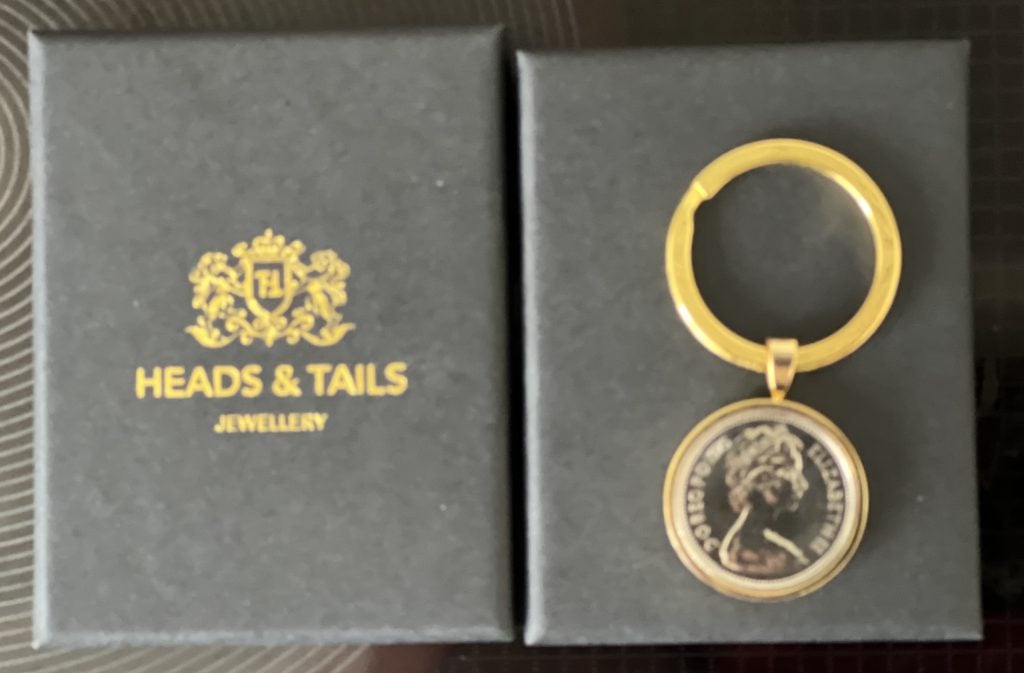 HEADS & TAILS
JEWELLERY
ELIZABETH II